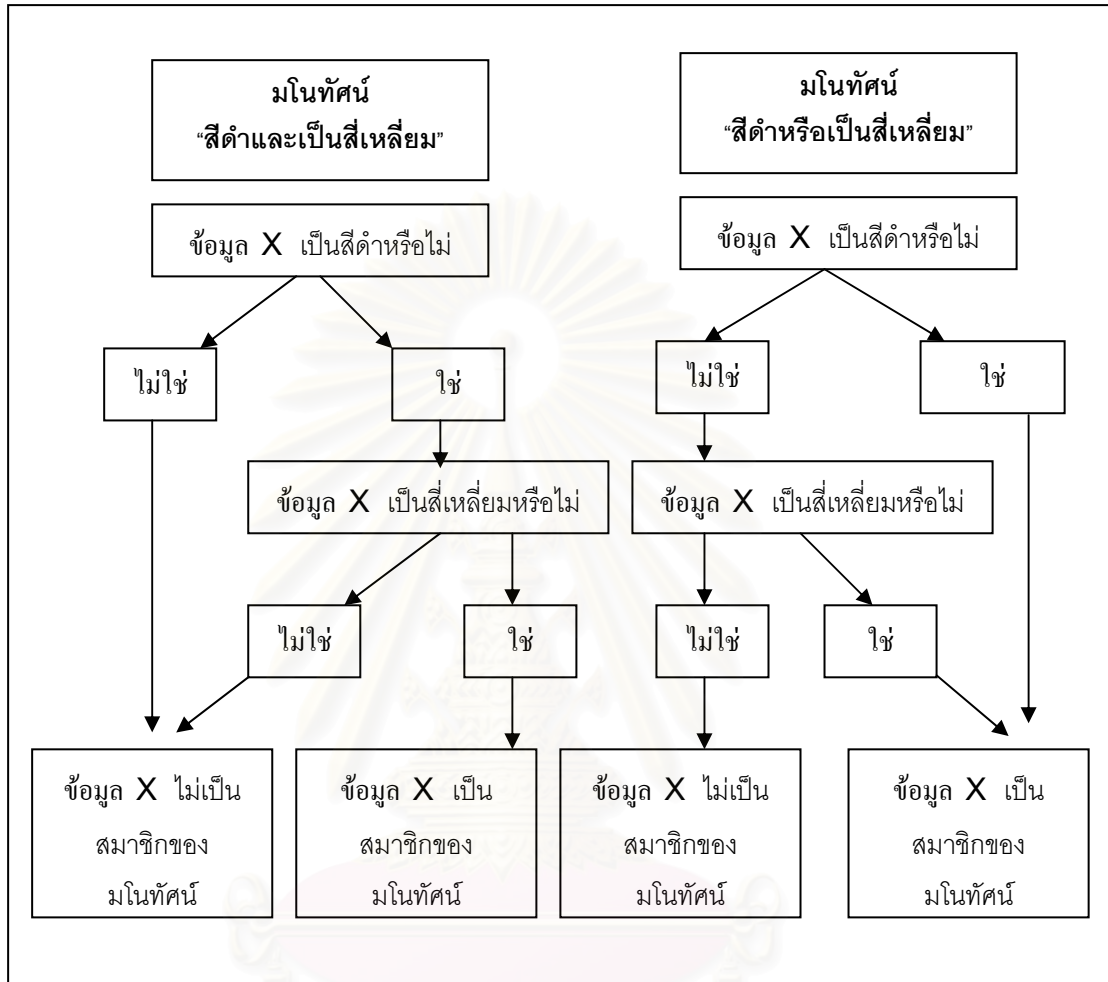 มโนทัศน์
“สีดำและเป็นสี่เหลี่ยม”
มโนทัศน์
“สีดำหรือเป็นสี่เหลี่ยม”
ข้อมูล X เป็นสีดำหรือไม่
ข้อมูล X เป็นสีดำหรือไม่
ไม่ใช่
ใช่
ไม่ใช่
ใช่
ข้อมูล X เป็นสี่เหลี่ยมหรือไม่
ข้อมูล X เป็นสี่เหลี่ยมหรือไม่
ไม่ใช่
ใช่
ไม่ใช่
ใช่
ข้อมูล X ไม่เป็น
สมาชิกของ
มโนทัศน์
ข้อมูล X เป็น
สมาชิกของ
มโนทัศน์
ข้อมูล X ไม่เป็น
สมาชิกของ
มโนทัศน์
ข้อมูล X เป็น
สมาชิกของ
มโนทัศน์